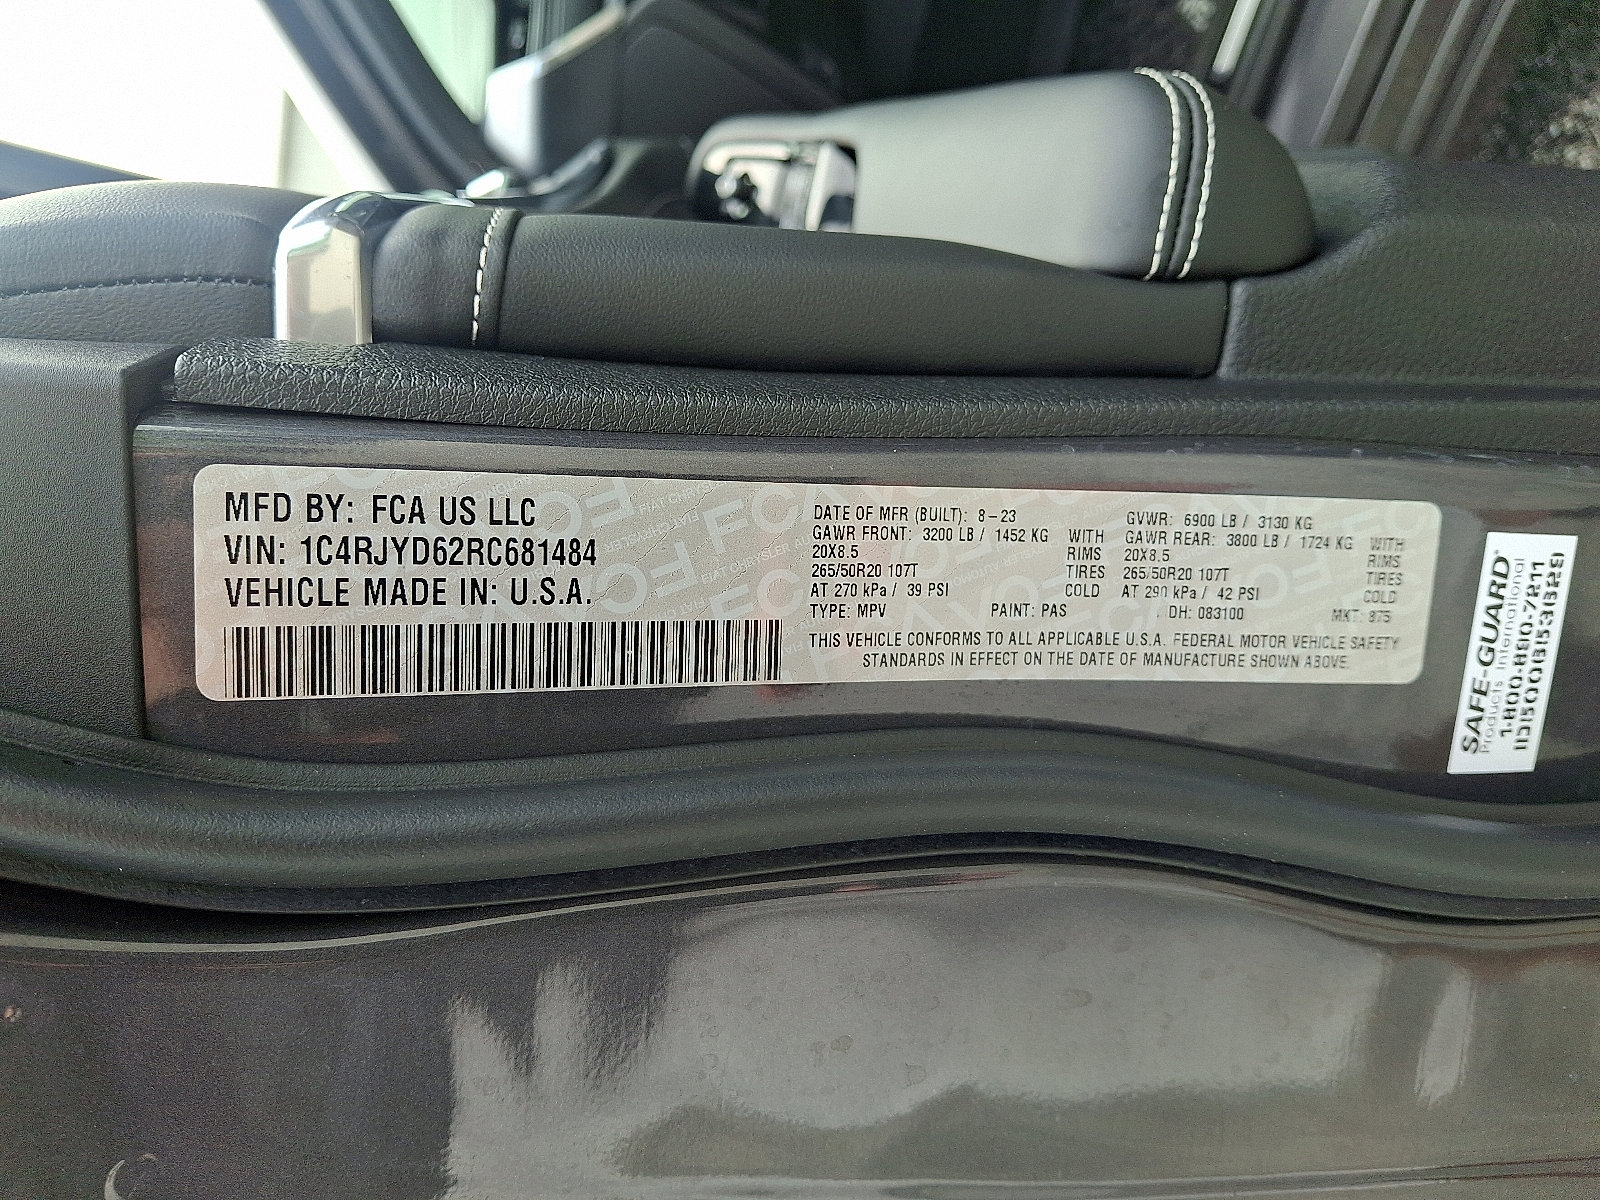 MFD BY: FCA US LLC
VIN: 1C4RJYD62RC681484
VEHICLE MADE IN: U.S.A.
DATE OF MFR (BUILT): 8-23 GVWR: 6900 LB / 3130 KG
GAWR FRONT: 3200 LB / 1452 KG WITH GAWR REAR: 3800 LB / 1724 KG WITH
20X8.5 RIMS 20X8.5 RIMS
265/50R20 107T TIRES 265/50R20 107T TIRES
AT 270 kPa / 39 PSI COLD AT 290 kPa / 42 PSI COLD
TYPE: MPV PAINT: PAS DH: 083100 MKT: 875
THIS VEHICLE CONFORMS TO ALL APPLICABLE U.S.A. FEDERAL MOTOR VEHICLE SAFETY
STANDARDS IN EFFECT ON THE DATE OF MANUFACTURE SHOWN ABOVE.
SAFE-GUARD
Products International
1-800-880-7211